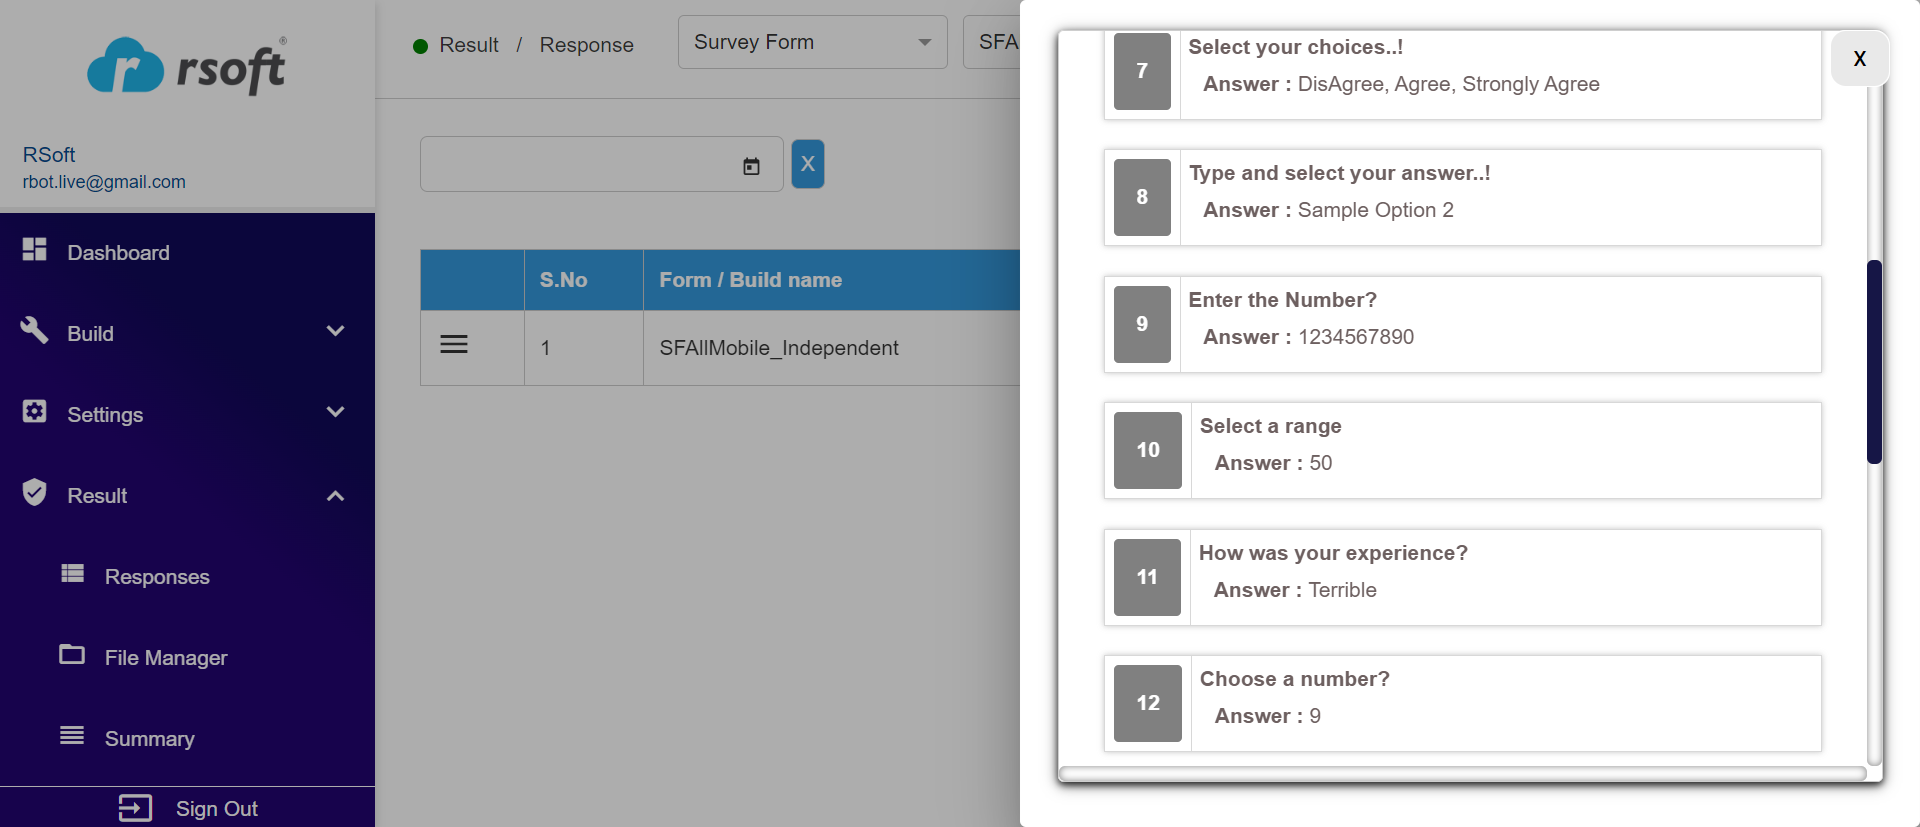 rsoft®
RSoft
rbot.live@gmail.com
Dashboard
Build
Settings
Result
Responses
File Manager
Summary
Sign Out
Result / Response
Survey Form
SFA
X
S.No
Form / Build name
1
SFAllMobile_Independent
X
7
Select your choices..!
Answer : DisAgree, Agree, Strongly Agree
8
Type and select your answer..!
Answer : Sample Option 2
9
Enter the Number?
Answer : 1234567890
10
Select a range
Answer : 50
11
How was your experience?
Answer : Terrible
12
Choose a number?
Answer : 9